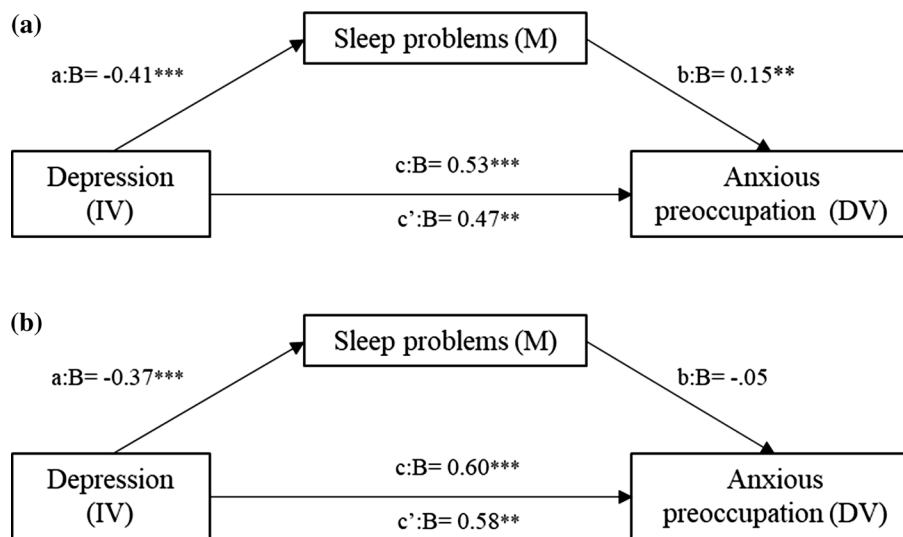 (a)
Sleep problems (M)
a:B= -0.41***
b:B= 0.15**
Depression
(IV)
c:B= 0.53***
c’:B= 0.47**
Anxious
preoccupation (DV)
(b)
Sleep problems (M)
a:B= -0.37***
b:B= -.05
Depression
(IV)
c:B= 0.60***
c’:B= 0.58**
Anxious
preoccupation (DV)